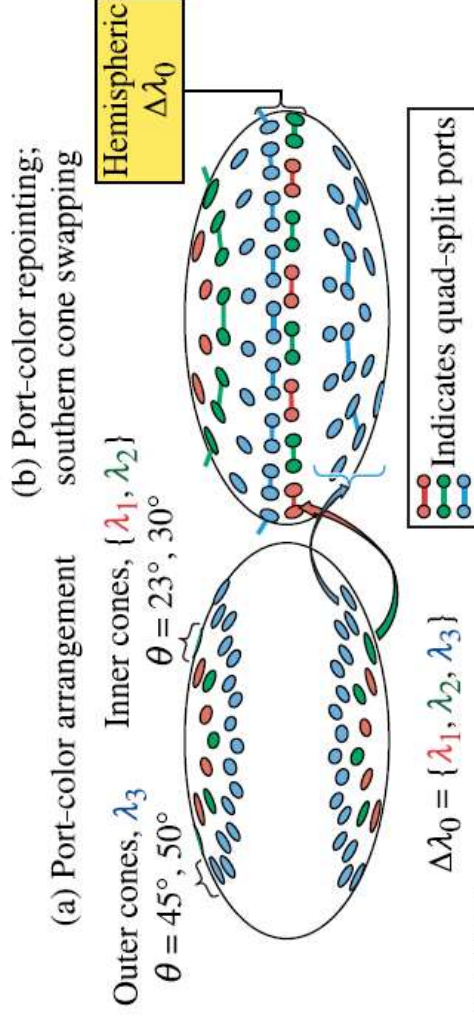 (a) Port-color arrangement
Outer cones, λ₃
θ = 45°, 50°
Inner cones, {λ₁, λ₂}
θ = 23°, 30°
Δλ₀ = {λ₁, λ₂, λ₃}
(b) Port-color repointing;
southern cone swapping
Hemispheric
Δλ₀
Indicates quad-split ports